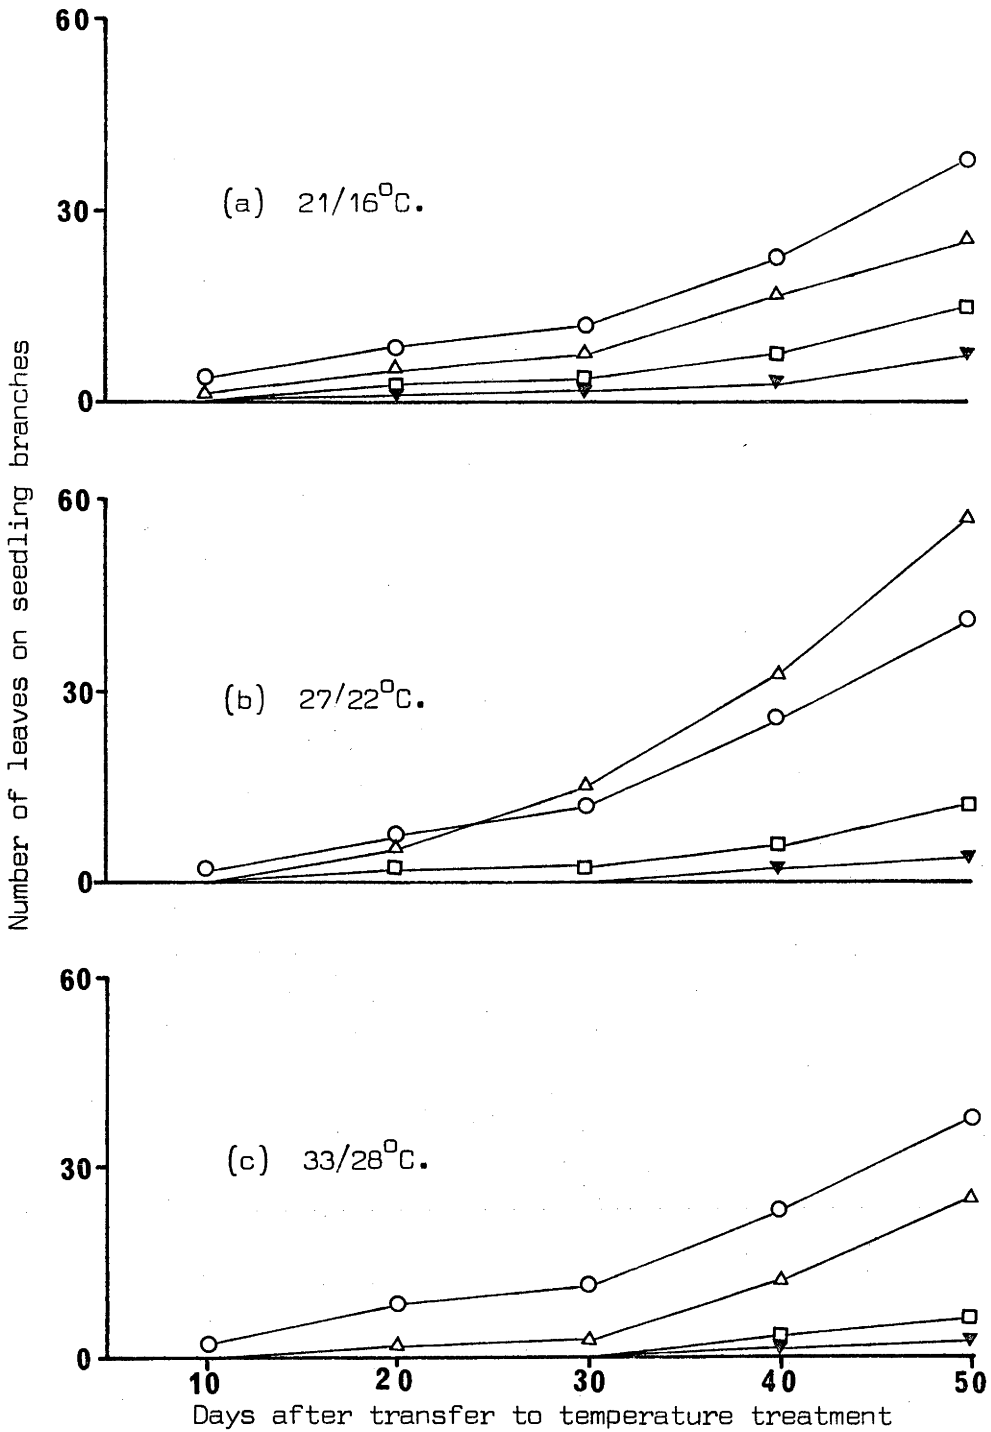 60
30
0
(a) 21/16°C.
60
30
0
(b) 27/22°C.
60
30
0
(c) 33/28°C.
10 20 30 40 50
Days after transfer to temperature treatment
Number of leaves on seedling branches